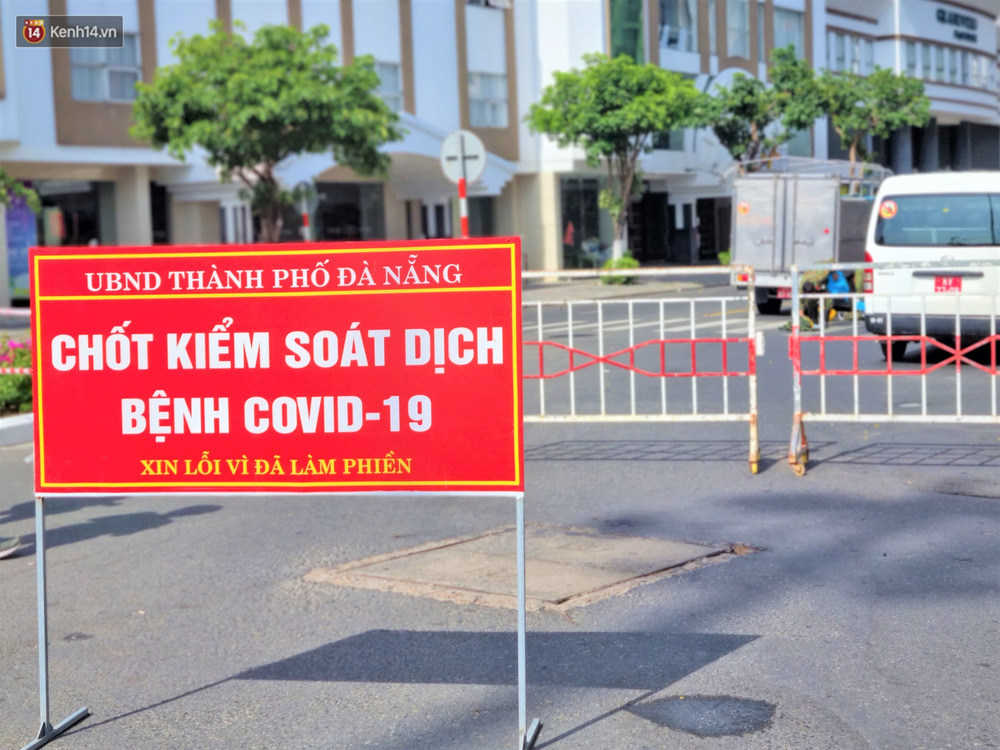 14 Kenh14.vn
UBND THÀNH PHỐ ĐÀ NẴNG
CHỐT KIỂM SOÁT DỊCH
BỆNH COVID-19
XIN LỖI VÌ ĐÃ LÀM PHIỀN